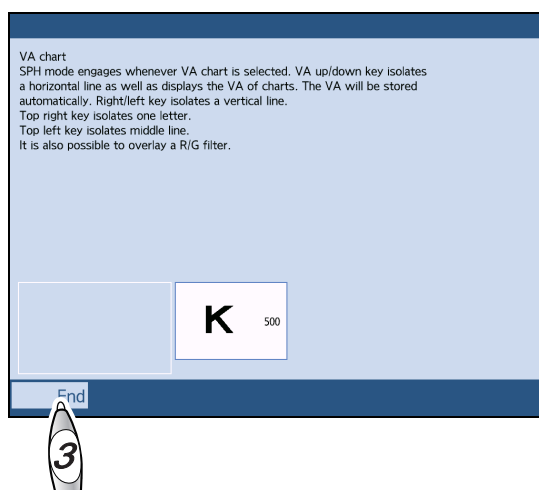 VA chart
SPH mode engages whenever VA chart is selected. VA up/down key isolates
a horizontal line as well as displays the VA of charts. The VA will be stored
automatically. Right/left key isolates a vertical line.
Top right key isolates one letter.
Top left key isolates middle line.
It is also possible to overlay a R/G filter.
K 500
End
3